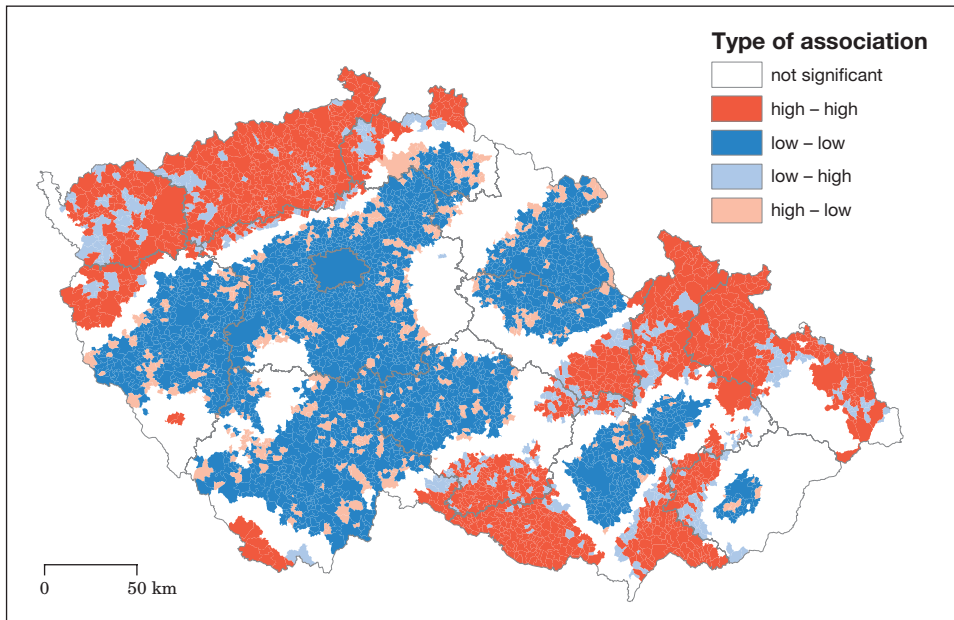 Type of association
not significant
high – high
low – low
low – high
high – low
0 50 km